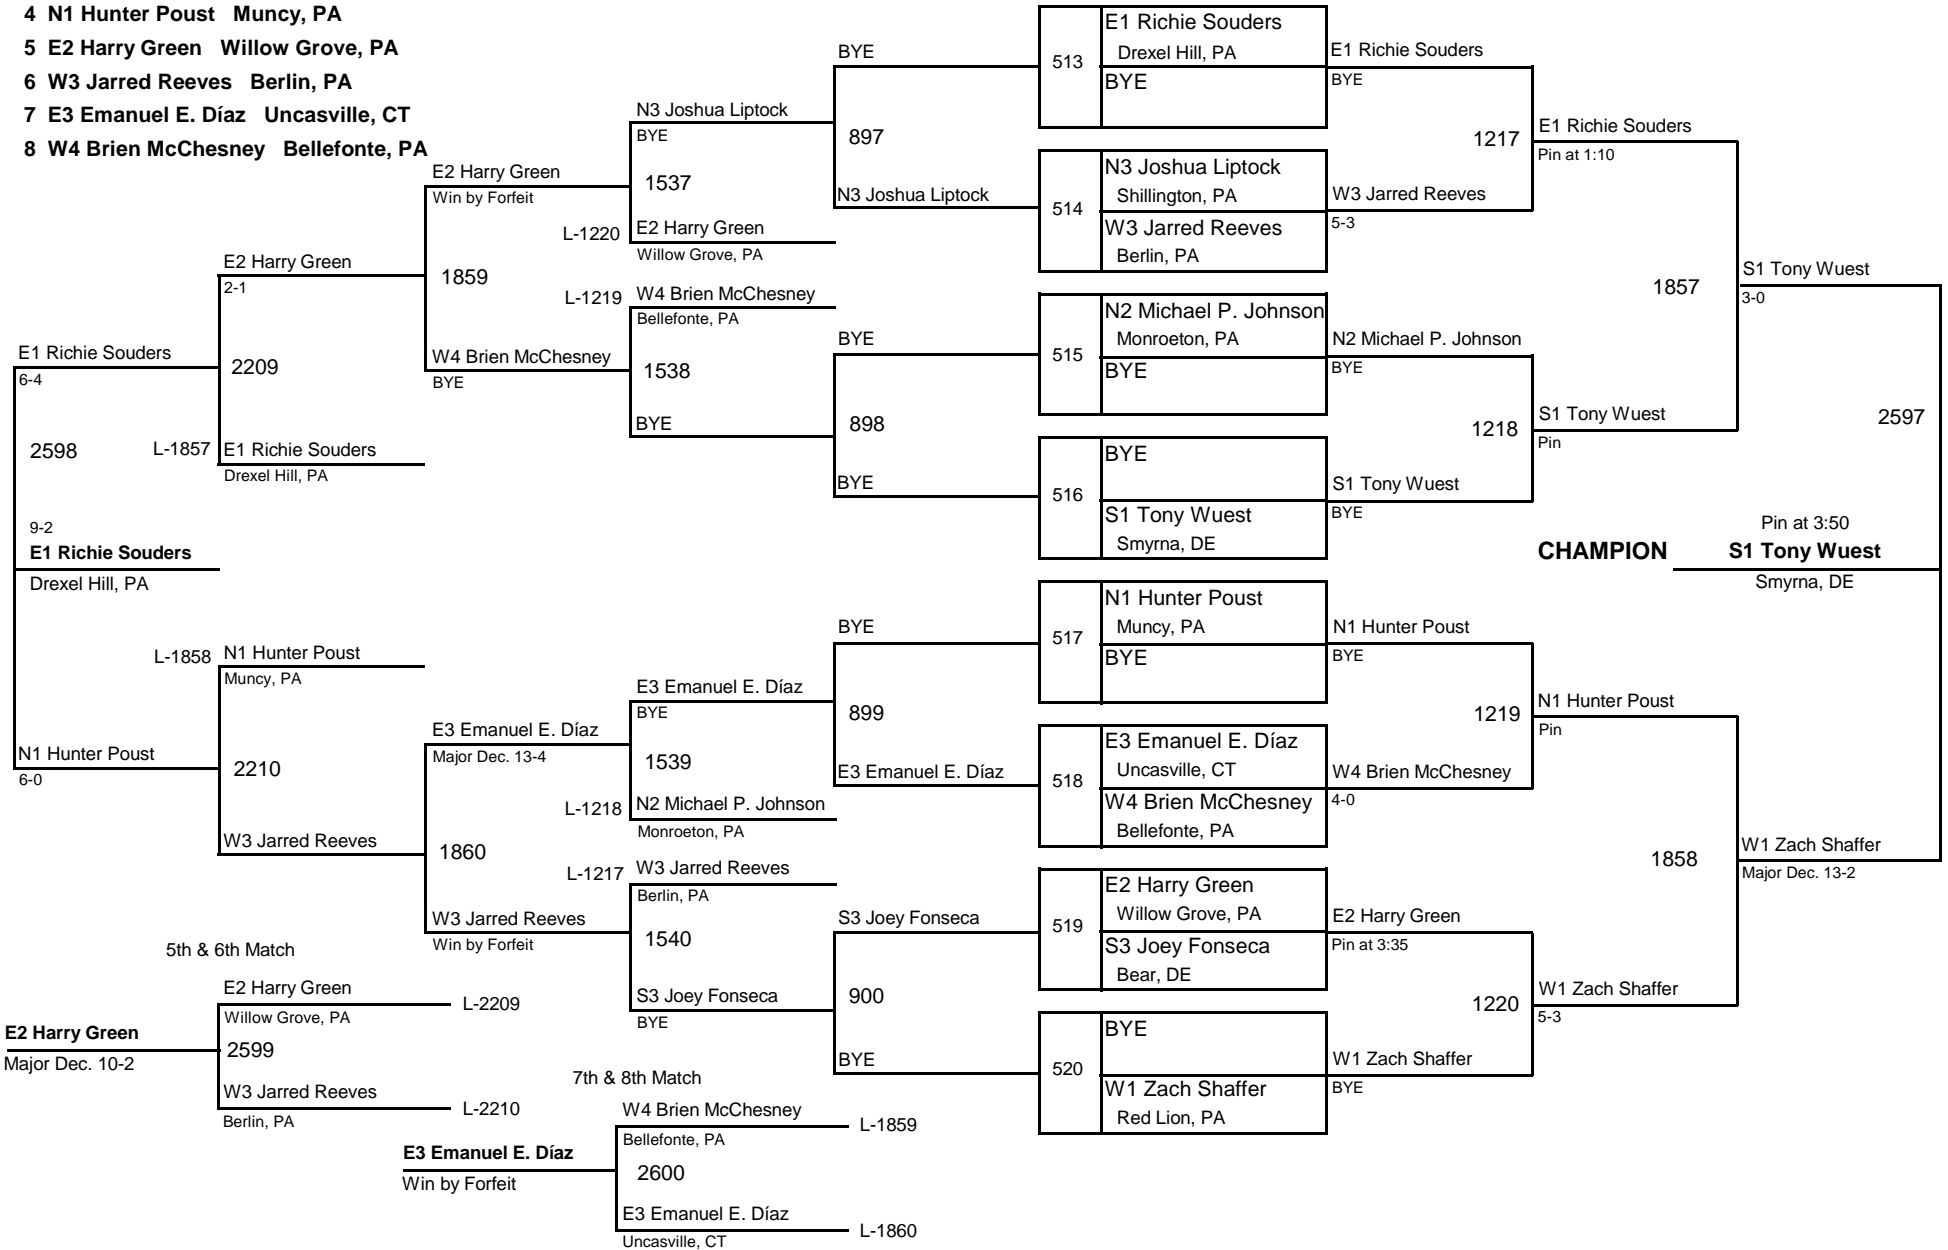 4 N1 Hunter Poust Muncy, PA
5 E2 Harry Green Willow Grove, PA
6 W3 Jarred Reeves Berlin, PA
7 E3 Emanuel E. Díaz Uncasville, CT
8 W4 Brien McChesney Bellefonte, PA
E1 Richie Souders
6-4
2598
9-2
E1 Richie Souders
Drexel Hill, PA
N1 Hunter Poust
6-0
E2 Harry Green
2-1
2209
L-1857
E1 Richie Souders
Drexel Hill, PA
L-1858
N1 Hunter Poust
Muncy, PA
2210
W3 Jarred Reeves
5th & 6th Match
E2 Harry Green
L-2209
Willow Grove, PA
E2 Harry Green
2599
Major Dec. 10-2
W3 Jarred Reeves
L-2210
Berlin, PA
E2 Harry Green
Win by Forfeit
1859
W4 Brien McChesney
BYE
E3 Emanuel E. Díaz
Major Dec. 13-4
1860
W3 Jarred Reeves
Win by Forfeit
7th & 8th Match
W4 Brien McChesney
L-1859
Bellefonte, PA
E3 Emanuel E. Díaz
2600
Win by Forfeit
E3 Emanuel E. Díaz
L-1860
Uncasville, CT
N3 Joshua Liptock
BYE
1537
L-1220
E2 Harry Green
Willow Grove, PA
L-1219
W4 Brien McChesney
Bellefonte, PA
1538
BYE
E3 Emanuel E. Díaz
BYE
1539
L-1218
N2 Michael P. Johnson
Monroeton, PA
L-1217
W3 Jarred Reeves
Berlin, PA
1540
S3 Joey Fonseca
BYE
BYE
897
N3 Joshua Liptock
BYE
898
BYE
BYE
899
E3 Emanuel E. Díaz
S3 Joey Fonseca
900
BYE
513
E1 Richie Souders
Drexel Hill, PA
BYE
514
N3 Joshua Liptock
Shillington, PA
W3 Jarred Reeves
Berlin, PA
515
N2 Michael P. Johnson
Monroeton, PA
BYE
516
BYE
S1 Tony Wuest
Smyrna, DE
517
N1 Hunter Poust
Muncy, PA
BYE
518
E3 Emanuel E. Díaz
Uncasville, CT
W4 Brien McChesney
Bellefonte, PA
519
E2 Harry Green
Willow Grove, PA
S3 Joey Fonseca
Bear, DE
520
BYE
W1 Zach Shaffer
Red Lion, PA
E1 Richie Souders
BYE
1217
W3 Jarred Reeves
5-3
N2 Michael P. Johnson
BYE
1218
S1 Tony Wuest
BYE
N1 Hunter Poust
BYE
1219
W4 Brien McChesney
4-0
E2 Harry Green
Pin at 3:35
1220
W1 Zach Shaffer
BYE
E1 Richie Souders
Pin at 1:10
1857
S1 Tony Wuest
Pin
N1 Hunter Poust
Pin
1858
W1 Zach Shaffer
5-3
S1 Tony Wuest
3-0
2597
Pin at 3:50
CHAMPION S1 Tony Wuest
Smyrna, DE
W1 Zach Shaffer
Major Dec. 13-2